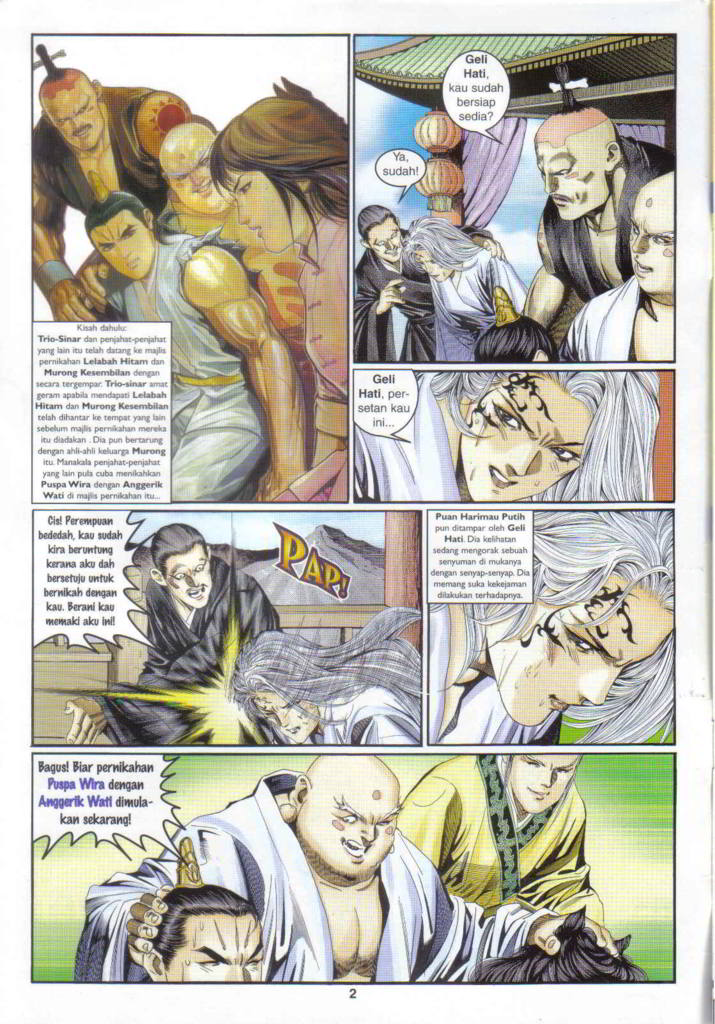 Kisah dahulu:
Trio-Sinar dan penjahat-penjahat
yang lain itu telah datang ke majlis
pernikahan Lelabah Hitam dan
Murong Kesembilan dengan
secara tergempar. Trio-sinar amat
geram apabila mendapati Lelabah
Hitam dan Murong Kesembilan
telah dihantar ke tempat yang lain
sebelum majlis pernikahan mereka
itu diadakan . Dia pun bertarung
dengan ahli-ahli keluarga Murong
itu. Manakala penjahat-penjahat
yang lain pula cuba menikahkan
Puspa Wira dengan Anggerik
Wati di majlis pernikahan itu...
Geli
Hati,
kau sudah
bersiap
sedia?
Ya,
sudah!
Geli
Hati, per-
setan kau
ini...
Cis! Perempuan
bedebah, kau sudah
kira beruntung
kerana aku dah
bersetuju untuk
bernikah dengan
kau. Berani kau
memaki aku ini!
PAP!
Puan Harimau Putih
pun ditampar oleh Geli
Hati. Dia kelihatan
sedang mengorak sebuah
senyuman di mukanya
dengan senyap-senyap. Dia
memang suka kekejaman
dilakukan terhadapnya.
Bagus! Biar pernikahan
Puspa Wira dengan
Anggerik Wati dimula-
kan sekarang!
2